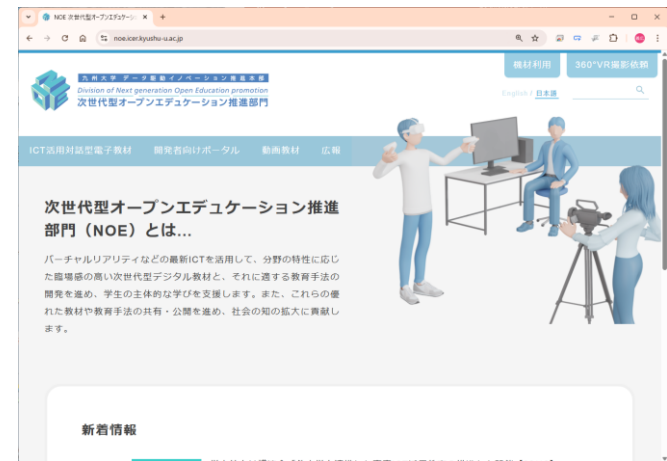 NOE 次世代型オープンエデュケーシ
noe.icer.kyushu-u.ac.jp
機材利用
360°VR撮影依頼
九州大学 データ駆動イノベーション推進本部
Division of Next generation Open Education promotion
次世代型オープンエデュケーション推進部門
English / 日本語
ICT活用対話型電子教材 開発者向けポータル 動画教材 広報
次世代型オープンエデュケーション推進
部門（NOE）とは...
バーチャルリアリティなどの最新ICTを活用して、分野の特性に応じ
た臨場感の高い次世代型デジタル教材と、それに適する教育手法の
開発を進め、学生の主体的な学びを支援します。また、これらの優
れた教材や教育手法の共有・公開を進め、社会の知の拡大に貢献し
ます。
新着情報